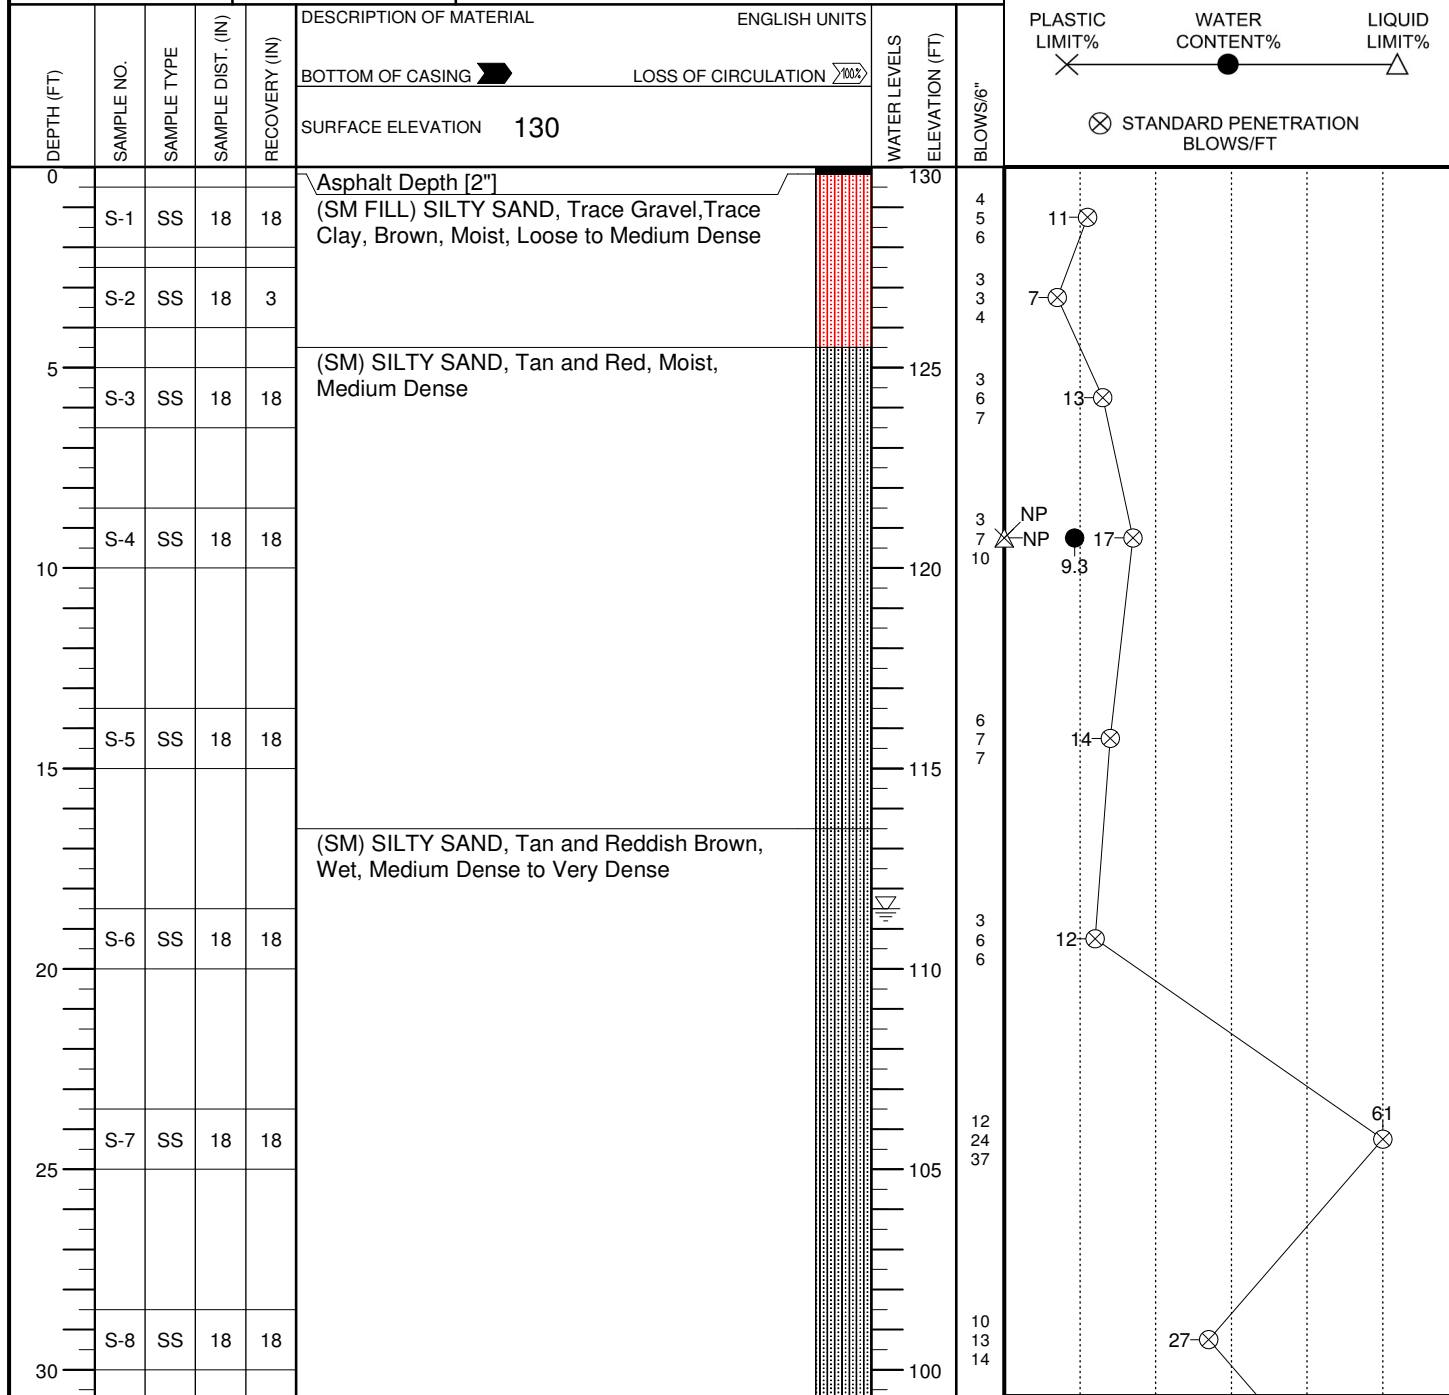 DEPTH (FT)
SAMPLE NO.
SAMPLE TYPE
SAMPLE DIST. (IN)
RECOVERY (IN)
DESCRIPTION OF MATERIAL ENGLISH UNITS
BOTTOM OF CASING LOSS OF CIRCULATION 100%
SURFACE ELEVATION 130
WATER LEVELS
ELEVATION (FT)
BLOWS/6"
PLASTIC LIMIT%
WATER CONTENT%
LIQUID LIMIT%
STANDARD PENETRATION
BLOWS/FT
0 130
Asphalt Depth [2"]
(SM FILL) SILTY SAND, Trace Gravel,Trace
Clay, Brown, Moist, Loose to Medium Dense
S-1 SS 18 18
4
5
6
11
S-2 SS 18 3
3
3
4
7
(SM) SILTY SAND, Tan and Red, Moist,
Medium Dense
5 125
S-3 SS 18 18
3
6
7
13
S-4 SS 18 18
3
7
10
NP
NP
9.3
17
10 120
S-5 SS 18 18
6
7
7
14
15 115
(SM) SILTY SAND, Tan and Reddish Brown,
Wet, Medium Dense to Very Dense
S-6 SS 18 18
3
6
6
12
20 110
S-7 SS 18 18
12
24
37
61
25 105
S-8 SS 18 18
10
13
14
27
30 100